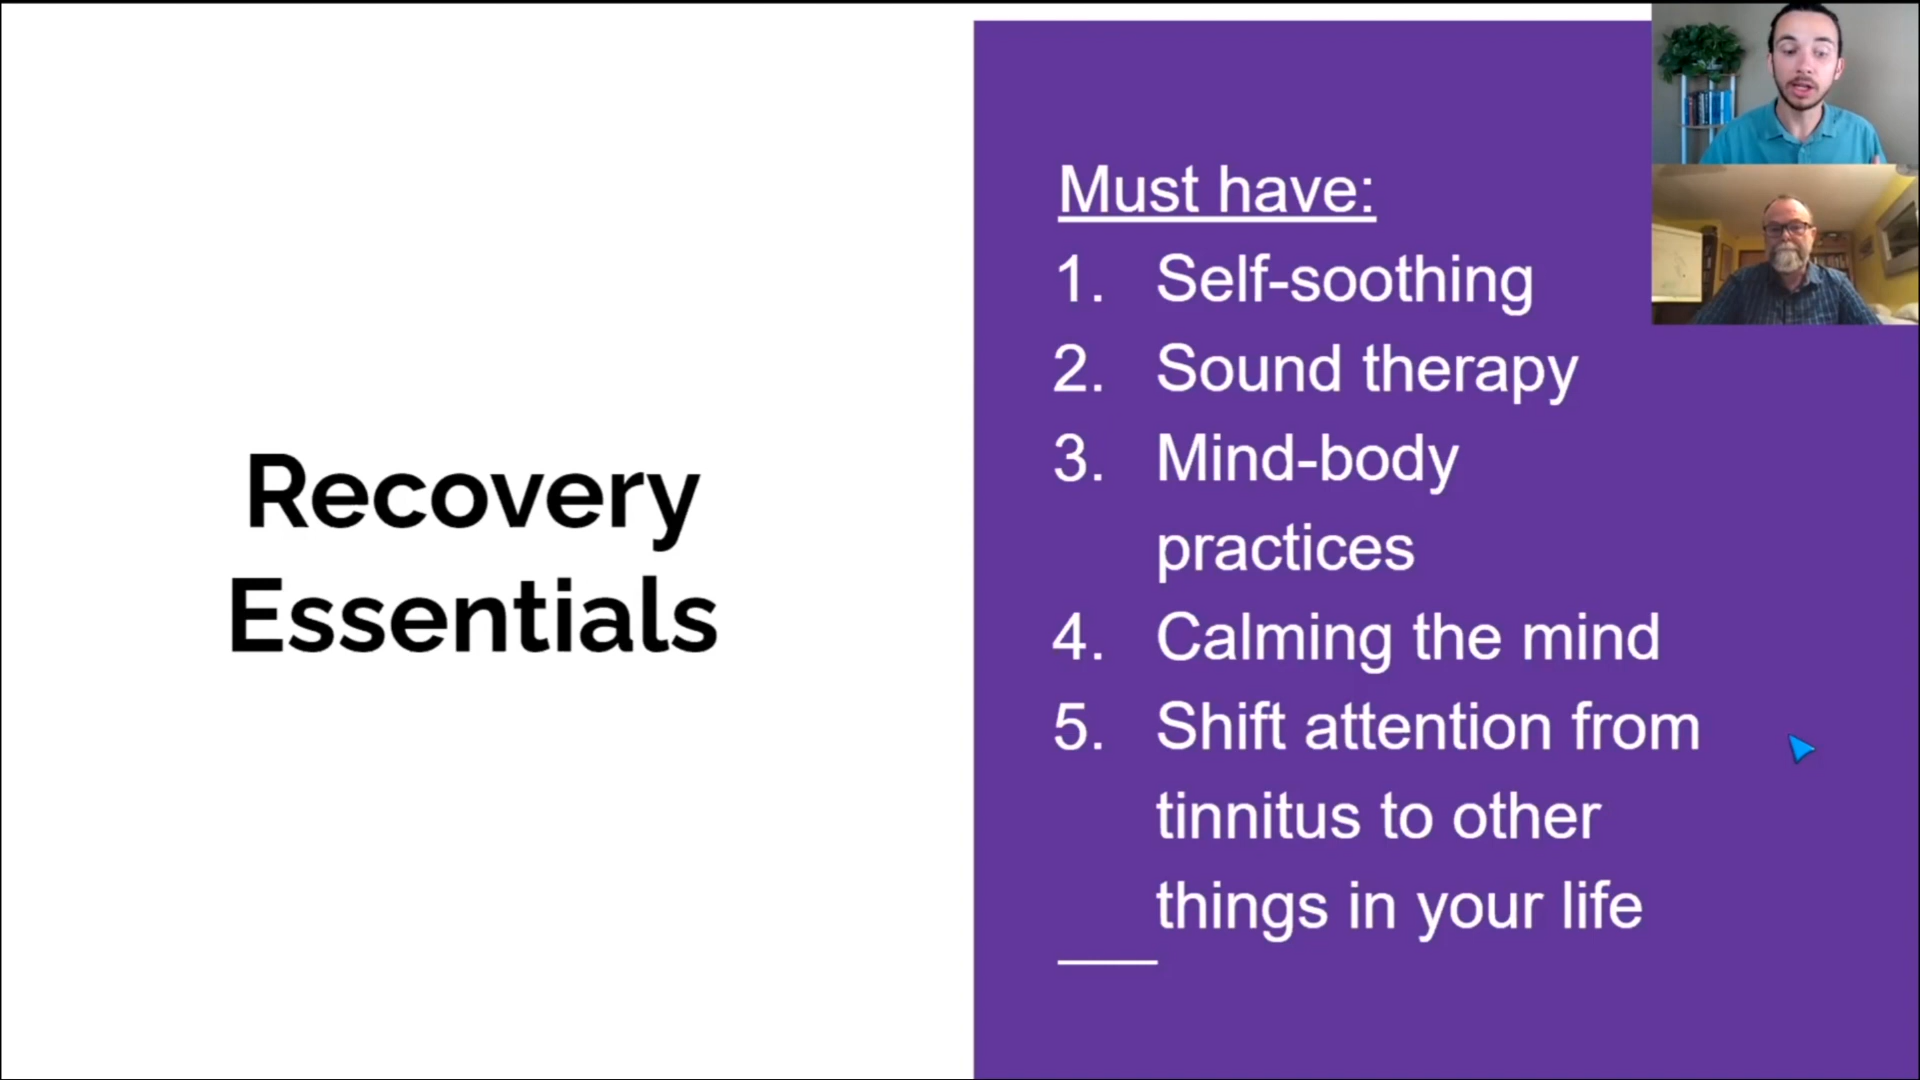 Recovery
Essentials
Must have:
1. Self-soothing
2. Sound therapy
3. Mind-body
practices
4. Calming the mind
5. Shift attention from
tinnitus to other
things in your life